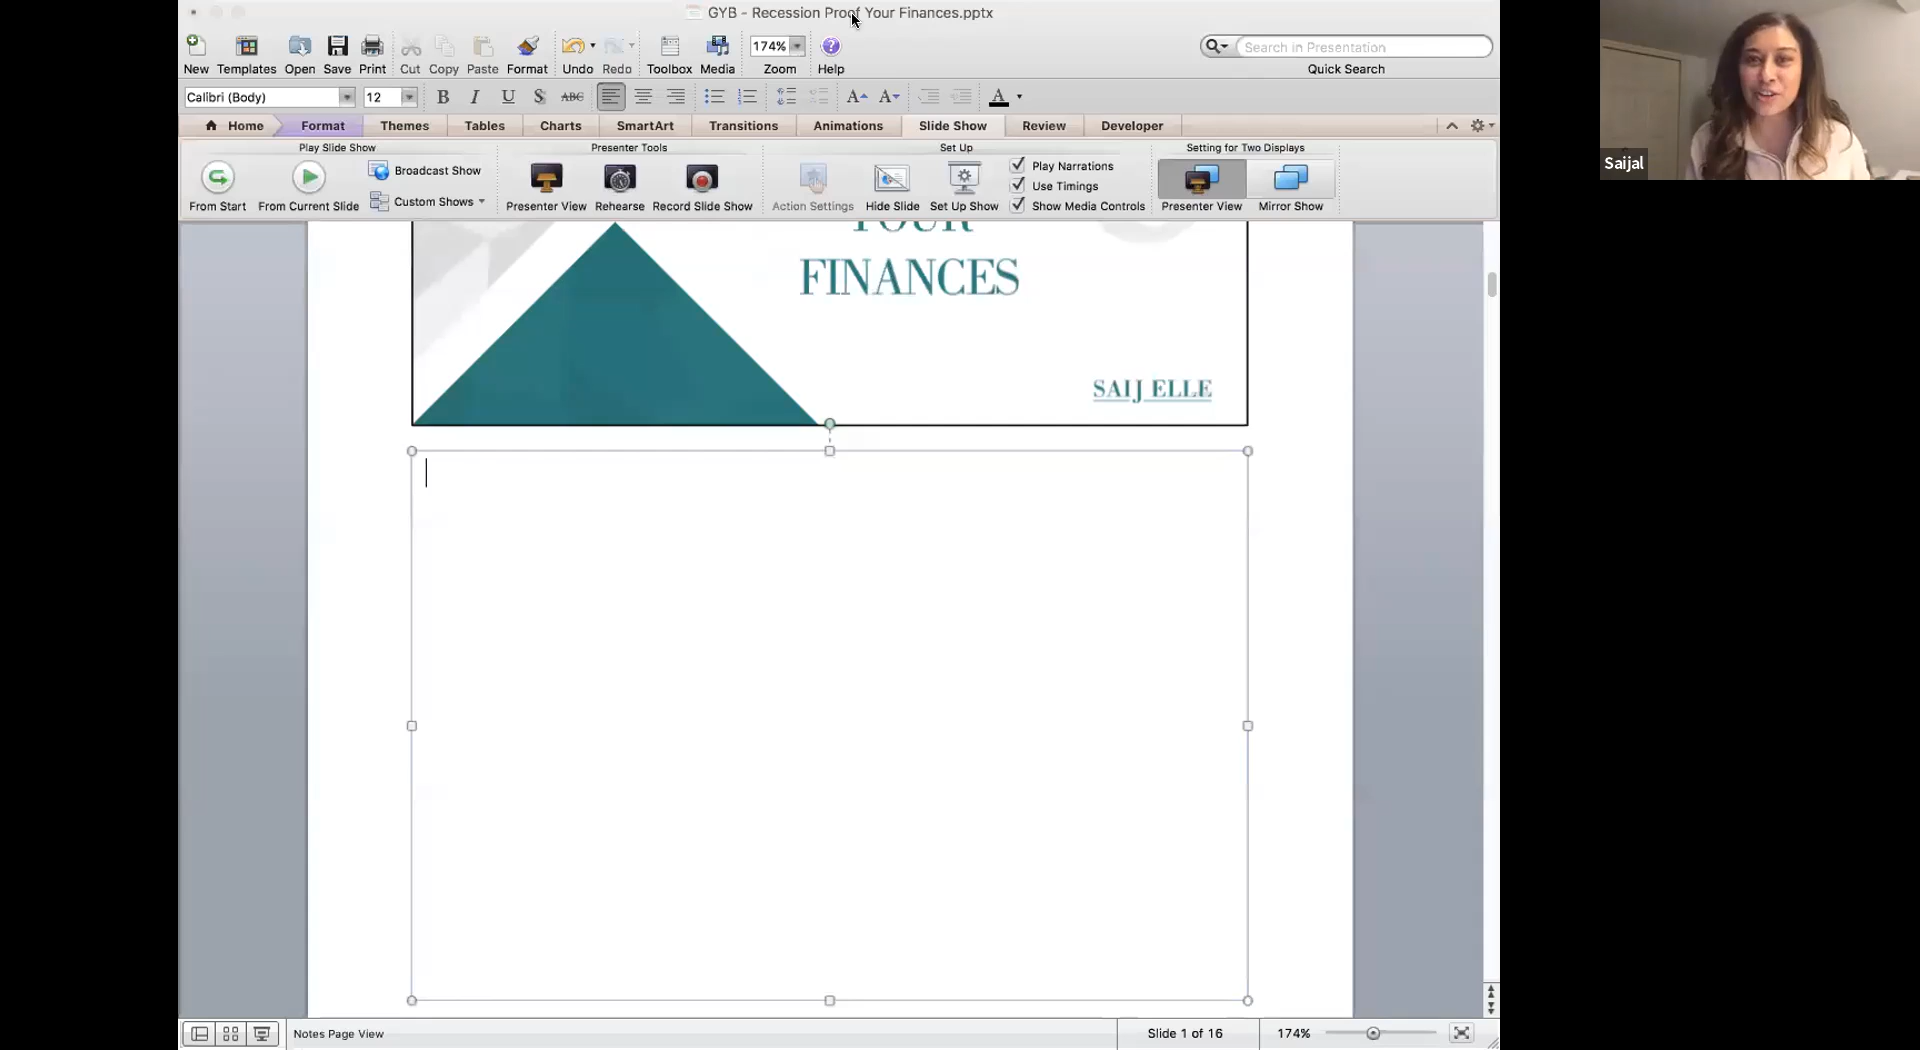 GYB - Recession Proof Your Finances.pptx
New Templates Open Save Print Cut Copy Paste Format Undo Redo Toolbox Media 174% Zoom Help
Search in Presentation
Quick Search
Calibri (Body) 12 B I U S ABC A A A
Home Format Themes Tables Charts SmartArt Transitions Animations Slide Show Review Developer
Play Slide Show Presenter Tools Set Up Setting for Two Displays
From Start From Current Slide Broadcast Show Custom Shows
Presenter View Rehearse Record Slide Show
Action Settings Hide Slide Set Up Show
Play Narrations
Use Timings
Show Media Controls
Presenter View Mirror Show
YOUR
FINANCES
SAIJ ELLE
Notes Page View Slide 1 of 16 174%
Saijal